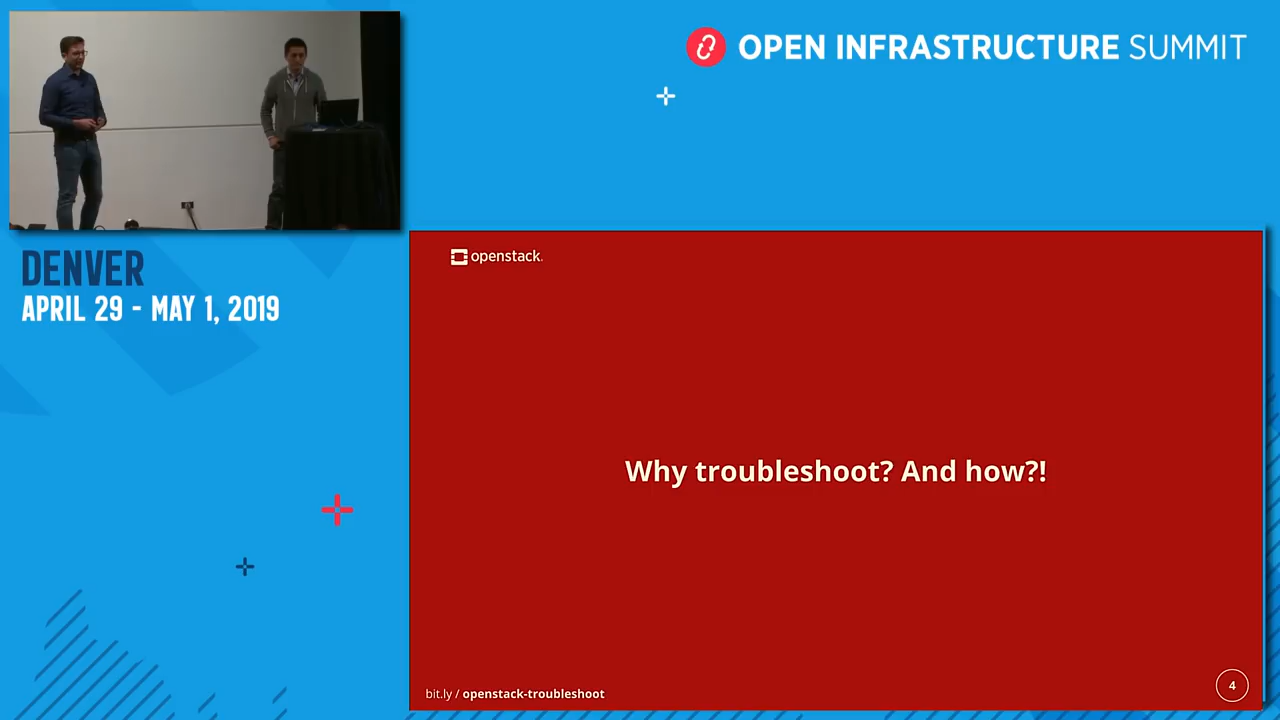 OPEN INFRASTRUCTURE SUMMIT
DENVER
APRIL 29 - MAY 1, 2019
openstack.
Why troubleshoot? And how?!
bit.ly / openstack-troubleshoot
4